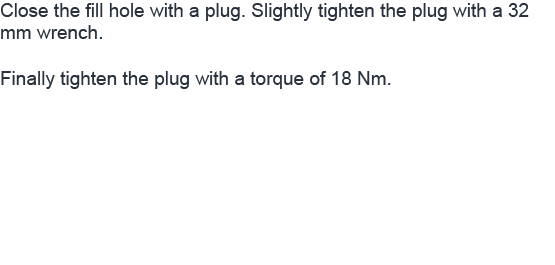 Close the fill hole with a plug. Slightly tighten the plug with a 32
mm wrench.
Finally tighten the plug with a torque of 18 Nm.